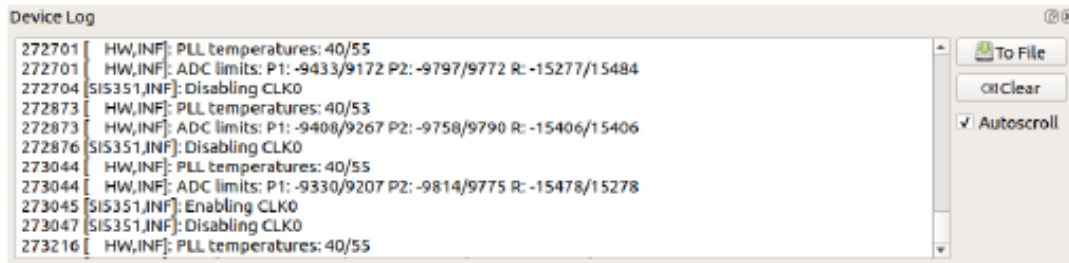 Device Log
272701 [    HW,INF]: PLL temperatures: 40/55
272701 [    HW,INF]: ADC limits: P1: -9433/9172 P2: -9797/9772 R: -15277/15484
272704 [SI5351,INF]: Disabling CLK0
272873 [    HW,INF]: PLL temperatures: 40/53
272873 [    HW,INF]: ADC limits: P1: -9408/9267 P2: -9758/9790 R: -15406/15406
272876 [SI5351,INF]: Disabling CLK0
273044 [    HW,INF]: PLL temperatures: 40/55
273044 [    HW,INF]: ADC limits: P1: -9330/9207 P2: -9814/9775 R: -15478/15278
273045 [SI5351,INF]: Enabling CLK0
273047 [SI5351,INF]: Disabling CLK0
273216 [    HW,INF]: PLL temperatures: 40/55
To File
Clear
Autoscroll